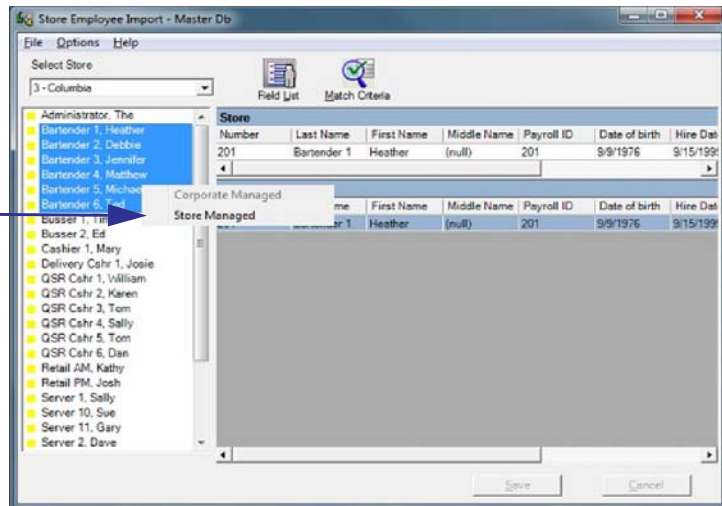 Store Employee Import - Master Db
File Options Help
Select Store
3 - Columbia
Field List Match Criteria
Administrator, The
Bartender 1, Heather
Bartender 2, Debbie
Bartender 3, Jennifer
Bartender 4, Matthew
Bartender 5, Michae
Bartender 6, Ted
Busser 1, Tim
Busser 2, Ed
Cashier 1, Mary
Delivery Cshr 1, Josie
QSR Cshr 1, William
QSR Cshr 2, Karen
QSR Cshr 3, Tom
QSR Cshr 4, Sally
QSR Cshr 5, Tom
QSR Cshr 6, Dan
Retail AM, Kathy
Retail PM, Josh
Server 1, Sally
Server 10, Sue
Server 11, Gary
Server 2, Dave
Corporate Managed
Store Managed
Store
Number Last Name First Name Middle Name Payroll ID Date of birth Hire Dat
201 Bartender 1 Heather (null) 201 9/9/1976 9/15/199
me First Name Middle Name Payroll ID Date of birth Hire Dat
201 Bartender 1 Heather (null) 201 9/9/1976 9/15/199
Save Cancel